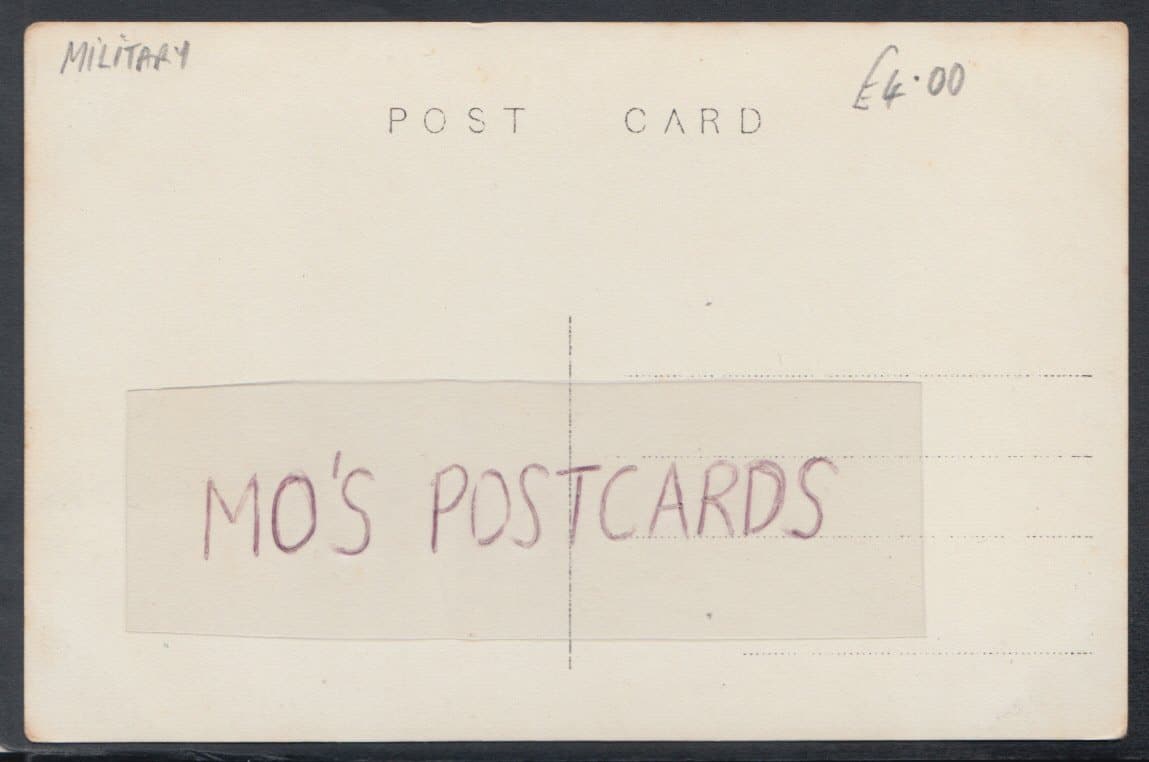 MILITARY
£4.00
POST CARD
MO'S POSTCARDS